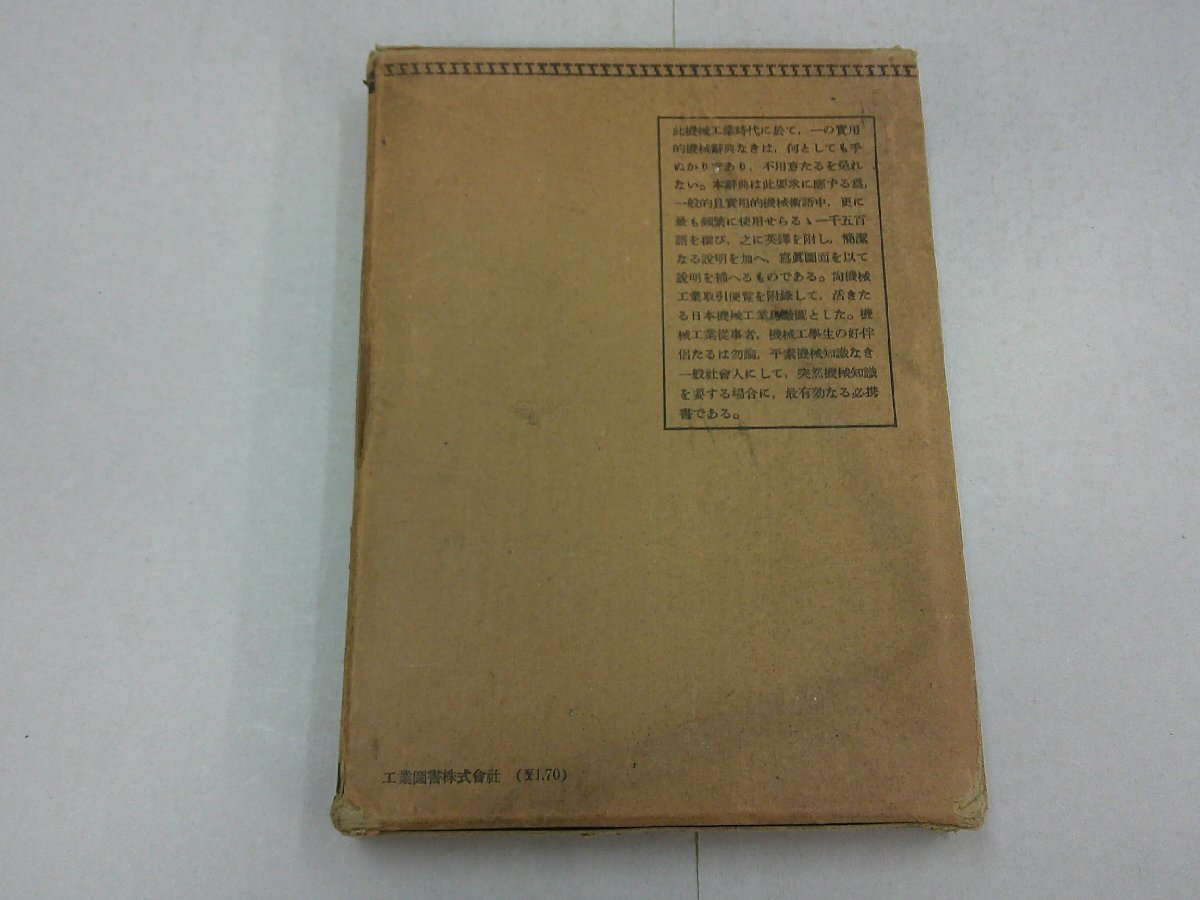 此機械工業時代に於て，一の實用
的機械辭典なきは，何としても手
ぬかりであり，不用意たるを免れ
ない。本辭典は此要求に應ずる爲，
一般的且實用的機械術語中，更に
最も頻繁に使用せらるゝ一千五百
語を撰び，之に英譯を附し，簡潔
なる說明を加へ，寫眞圖面を以て
說明を補へるものである。尙機械
工業取引便覽を附錄して，活きた
る日本機械工業鳥瞰圖とした。機
械工業從事者，機械工學生の好伴
侶たるは勿論，平素機械知識なき
一般社會人にして，突然機械知識
を要する場合に，最有効なる必携
書である。
工業圖書株式會社 (¥1.70)